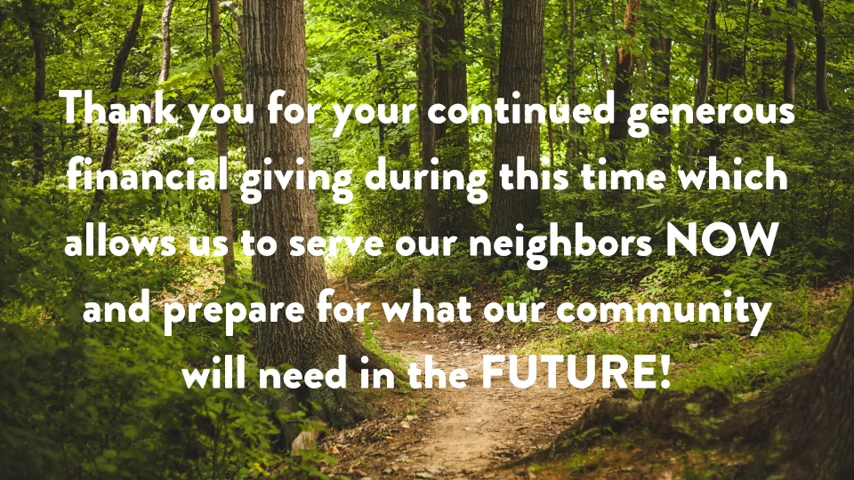 Thank you for your continued generous
financial giving during this time which
allows us to serve our neighbors NOW
and prepare for what our community
will need in the FUTURE!